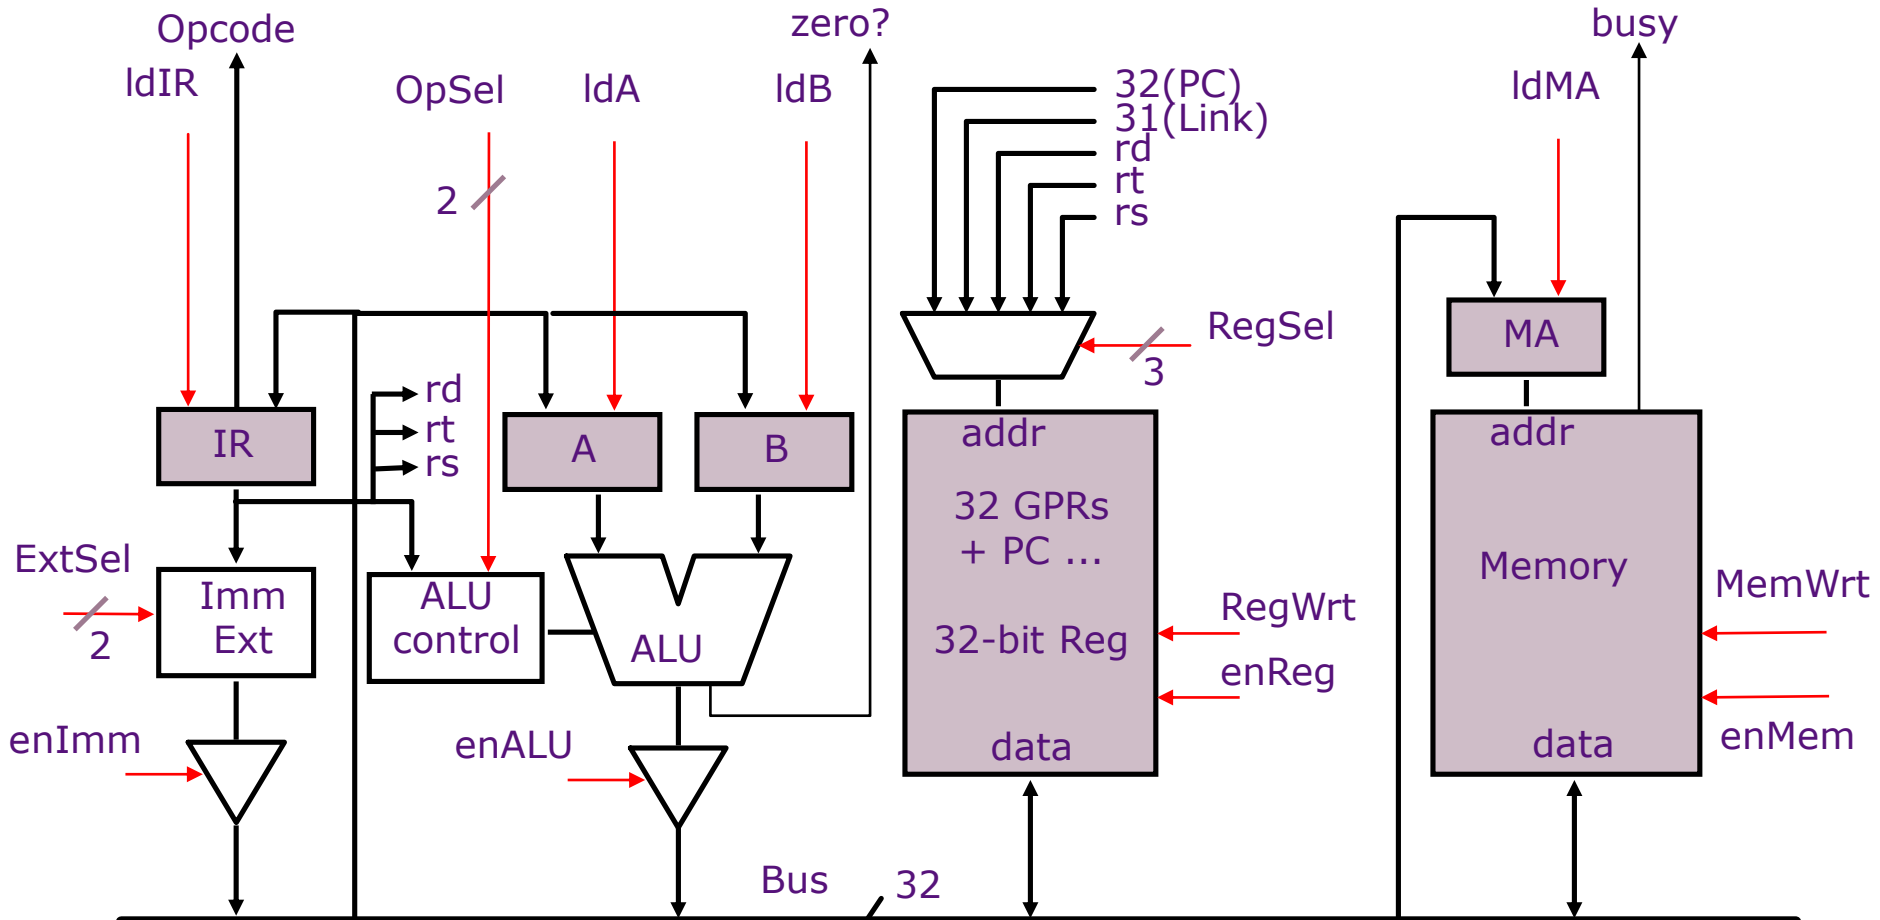 Opcode
zero?
busy
ldIR
OpSel
ldA
ldB
32(PC)
31(Link)
rd
rt
rs
ldMA
2
RegSel
3
MA
rd
rt
rs
IR
A
B
addr
32 GPRs
+ PC ...
32-bit Reg
data
addr
Memory
data
ExtSel
2
Imm
Ext
ALU
control
ALU
RegWrt
enReg
MemWrt
enMem
enImm
enALU
Bus
32